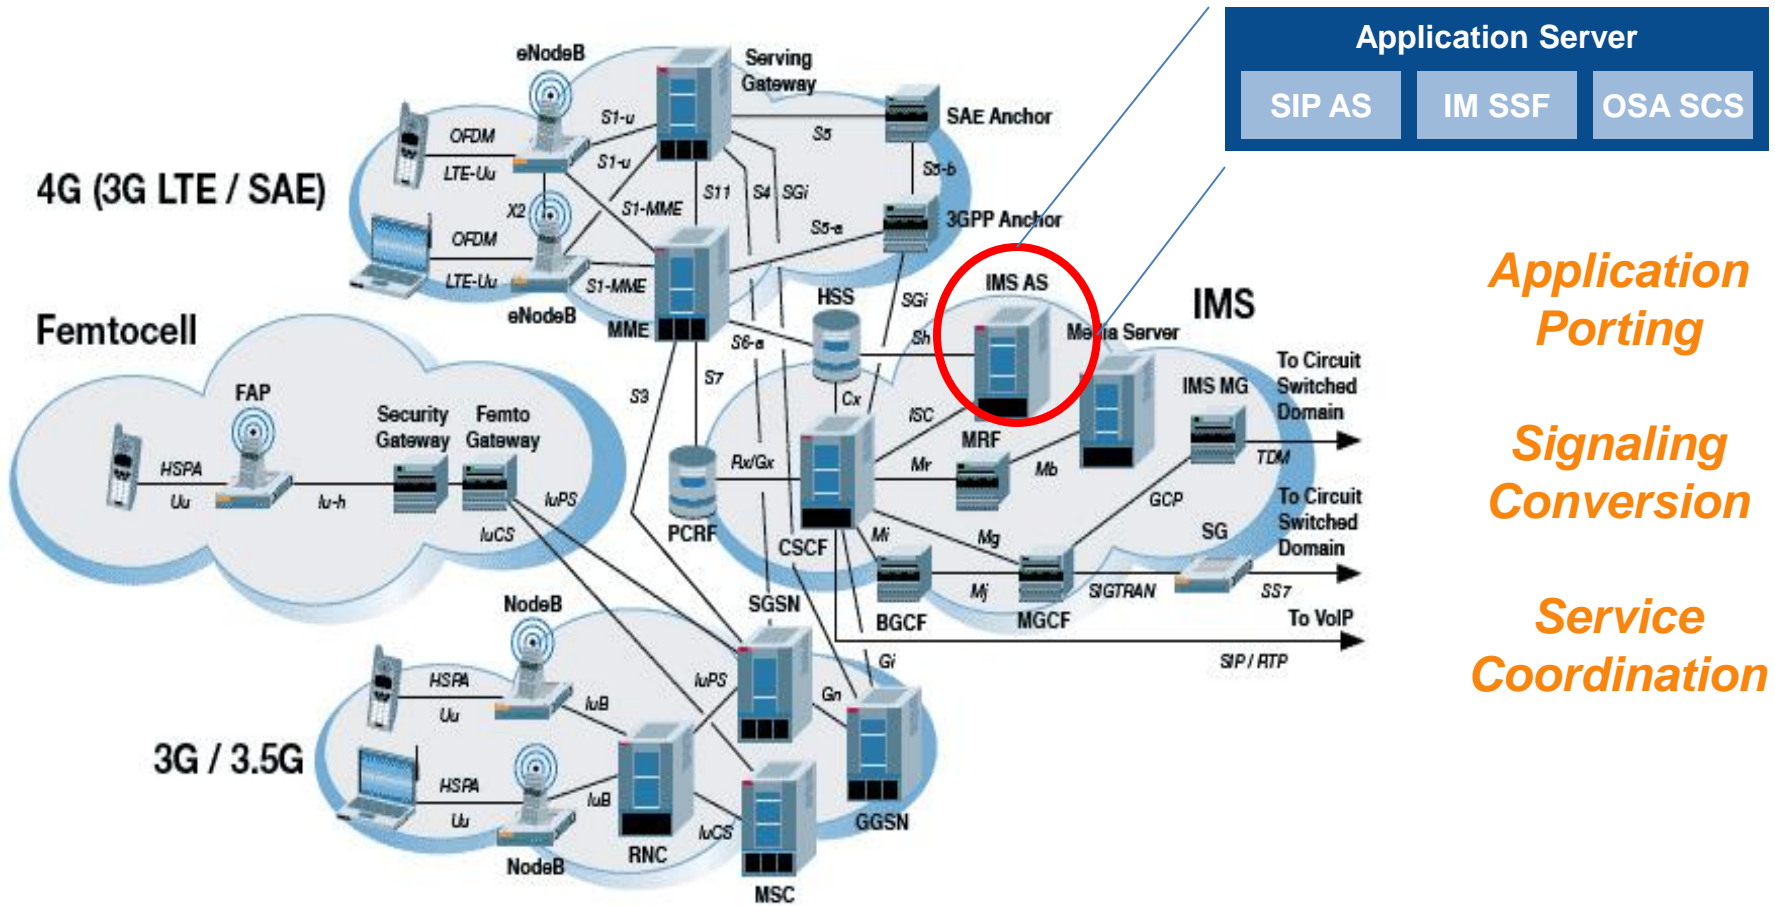 Application Server
SIP AS
IM SSF
OSA SCS
eNodeB
Serving
Gateway
SAE Anchor
OFDM
S1-u
S5
LTE-Uu
S1-u
S11
S4
SGi
S5-b
4G (3G LTE / SAE)
X2
S1-MME
3GPP Anchor
OFDM
S5-a
LTE-Uu
S1-MME
eNodeB
MME
HSS
SGi
IMS AS
IMS
Sh
Media Server
Application
Porting
Femtocell
S6-a
S7
S3
Cx
ISC
To Circuit
Switched
Domain
IMS MG
FAP
Security
Gateway
Femto
Gateway
MRF
HSPA
Uu
Iu-h
IuPS
IuCS
Rx/Gx
Mr
Mb
TDM
GCP
Signaling
Conversion
To Circuit
Switched
Domain
PCRF
CSCF
Mi
Mg
SG
Mj
SIGTRAN
SS7
BGCF
MGCF
To VoIP
SIP / RTP
Service
Coordination
NodeB
SGSN
HSPA
Uu
IuB
IuPS
Gn
Gi
3G / 3.5G
HSPA
Uu
IuB
IuCS
GGSN
NodeB
RNC
MSC